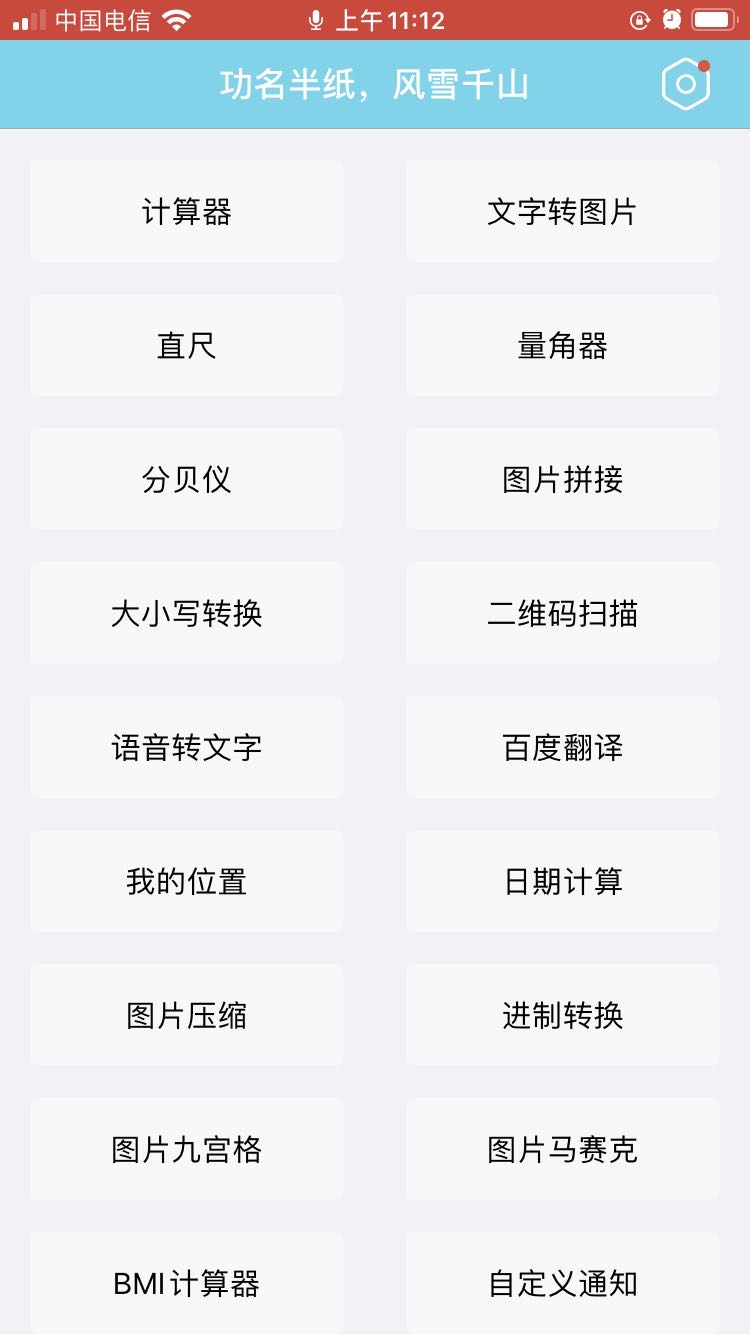 中国电信 上午11:12
功名半纸，风雪千山
计算器 文字转图片
直尺 量角器
分贝仪 图片拼接
大小写转换 二维码扫描
语音转文字 百度翻译
我的位置 日期计算
图片压缩 进制转换
图片九宫格 图片马赛克
BMI计算器 自定义通知